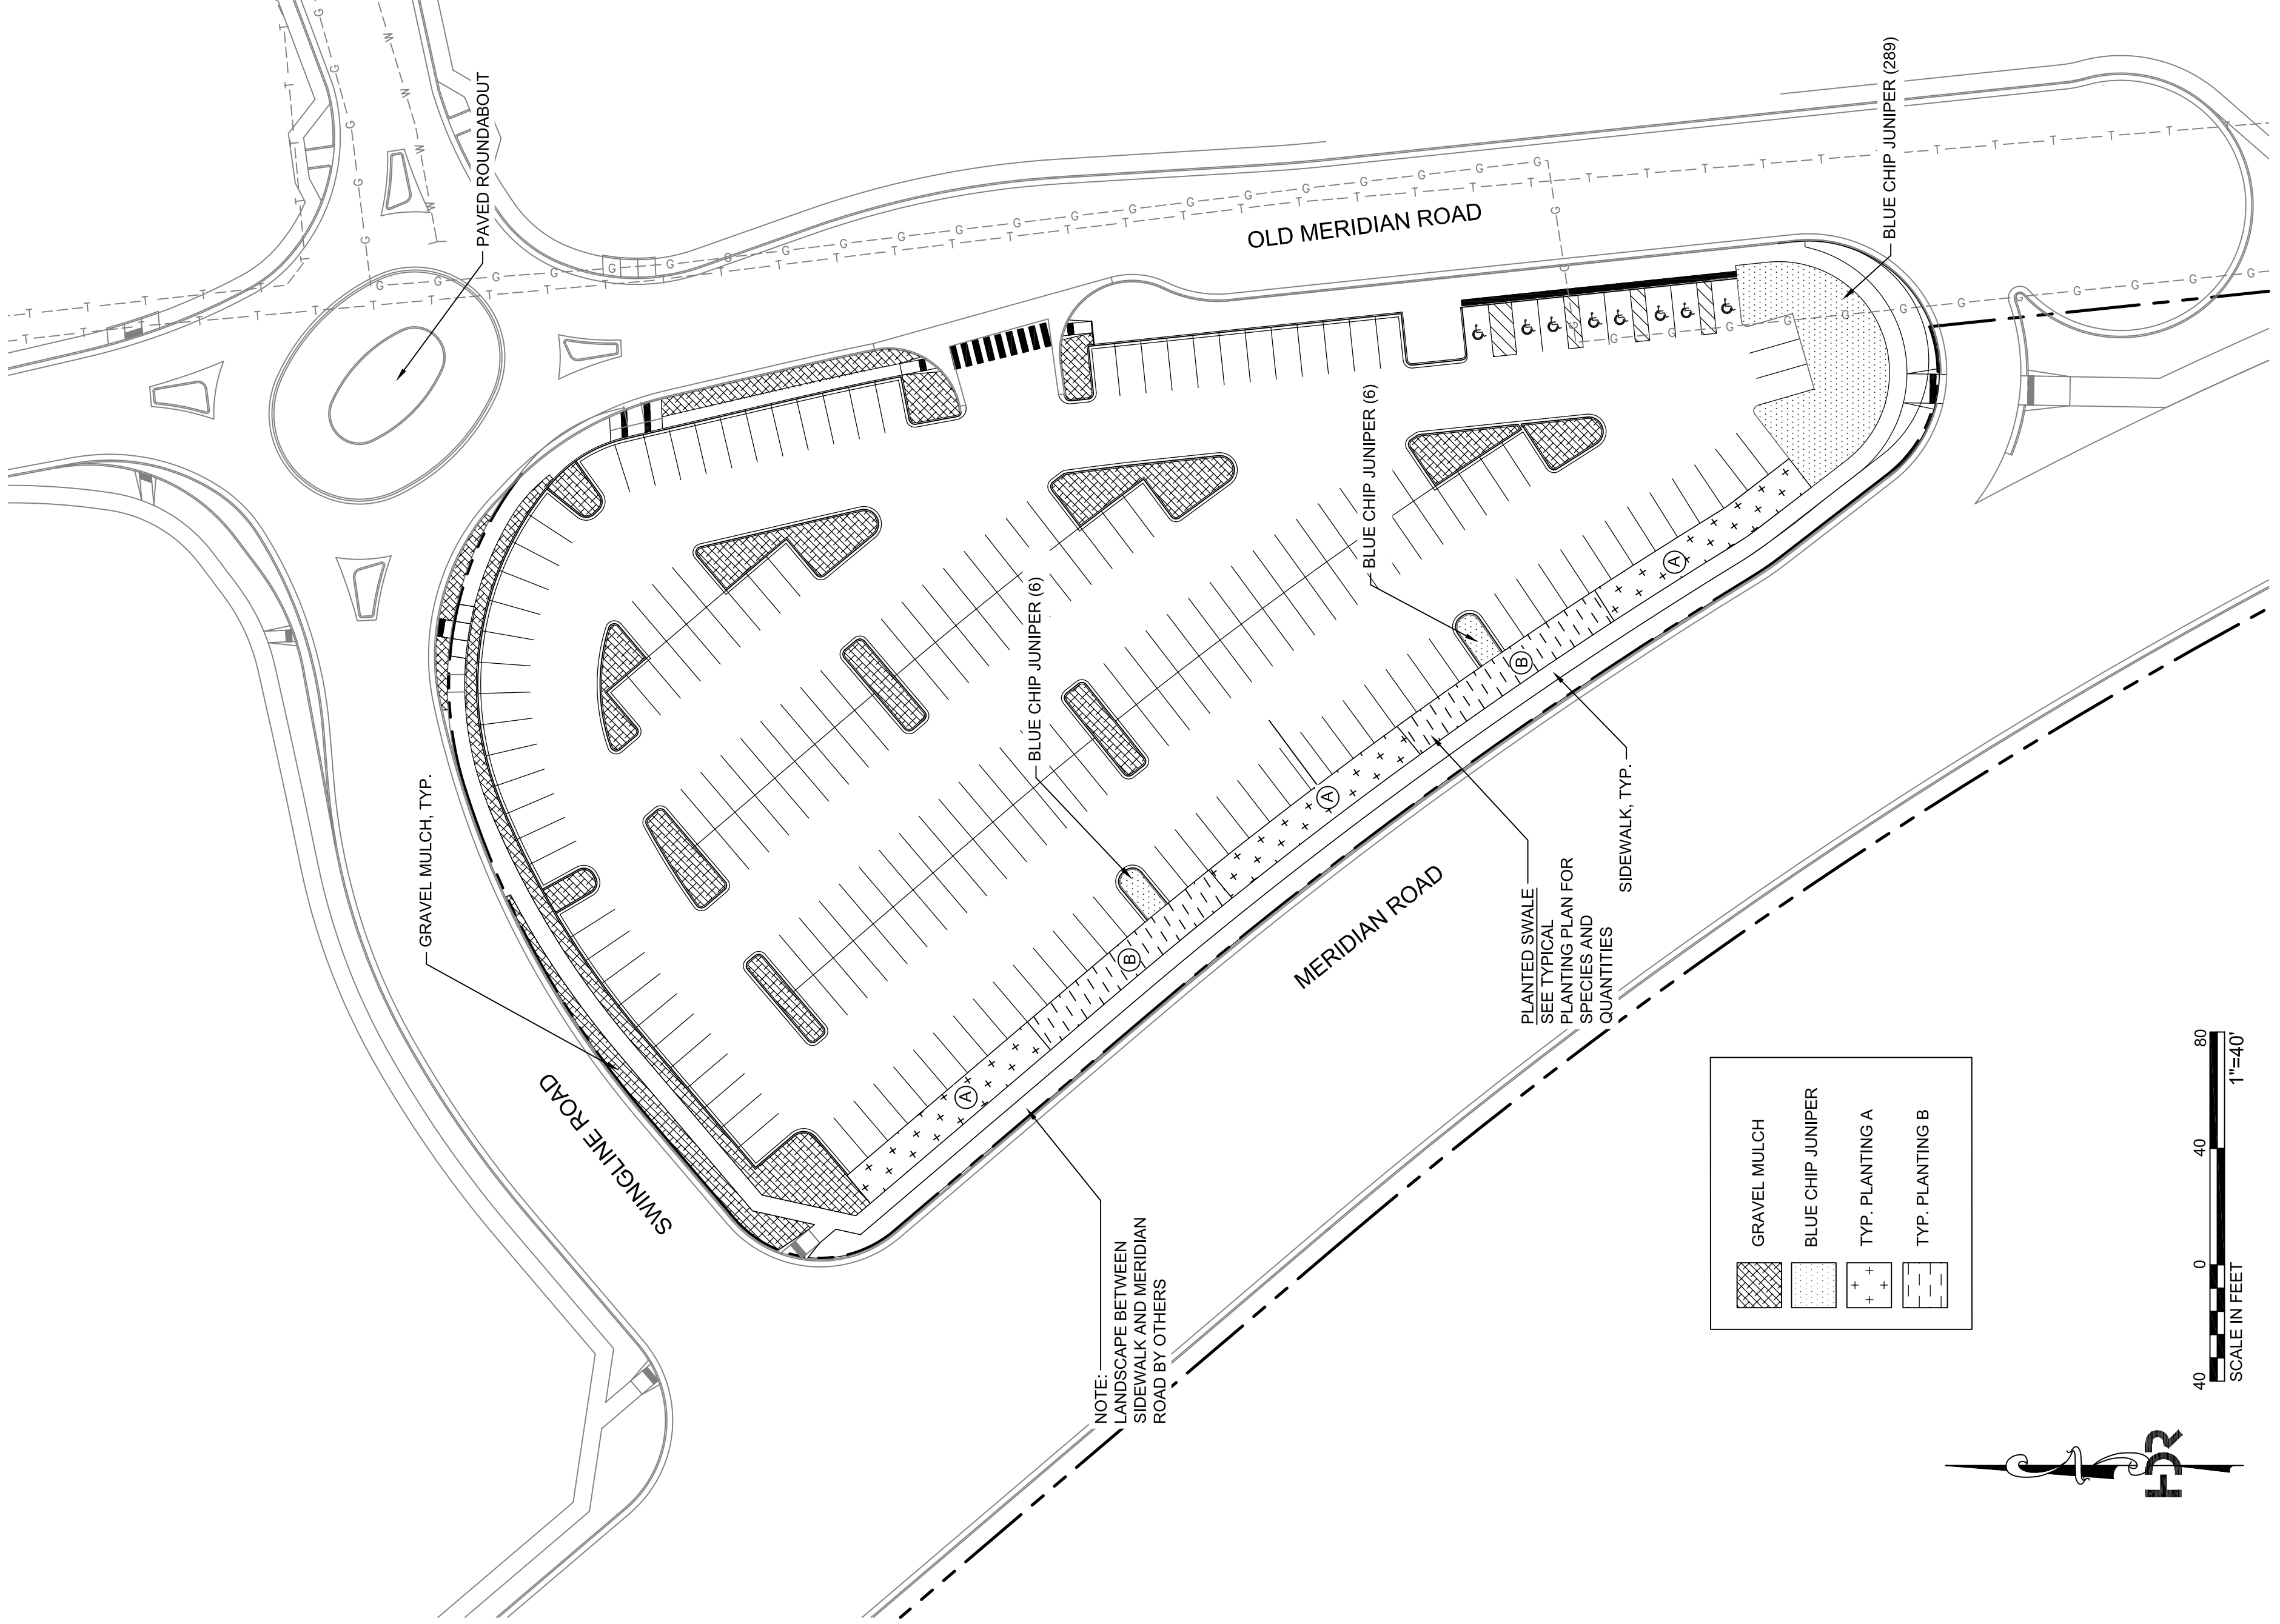 PAVED ROUNDABOUT
BLUE CHIP JUNIPER (289)
OLD MERIDIAN ROAD
BLUE CHIP JUNIPER (6)
BLUE CHIP JUNIPER (6)
GRAVEL MULCH, TYP.
SWINGLINE ROAD
MERIDIAN ROAD
A
B
A
B
A
SIDEWALK, TYP.
PLANTED SWALE
SEE TYPICAL
PLANTING PLAN FOR
SPECIES AND
QUANTITIES
NOTE:
LANDSCAPE BETWEEN
SIDEWALK AND MERIDIAN
ROAD BY OTHERS
GRAVEL MULCH
BLUE CHIP JUNIPER
TYP. PLANTING A
TYP. PLANTING B
40 0 40 80
SCALE IN FEET 1"=40'
HDR